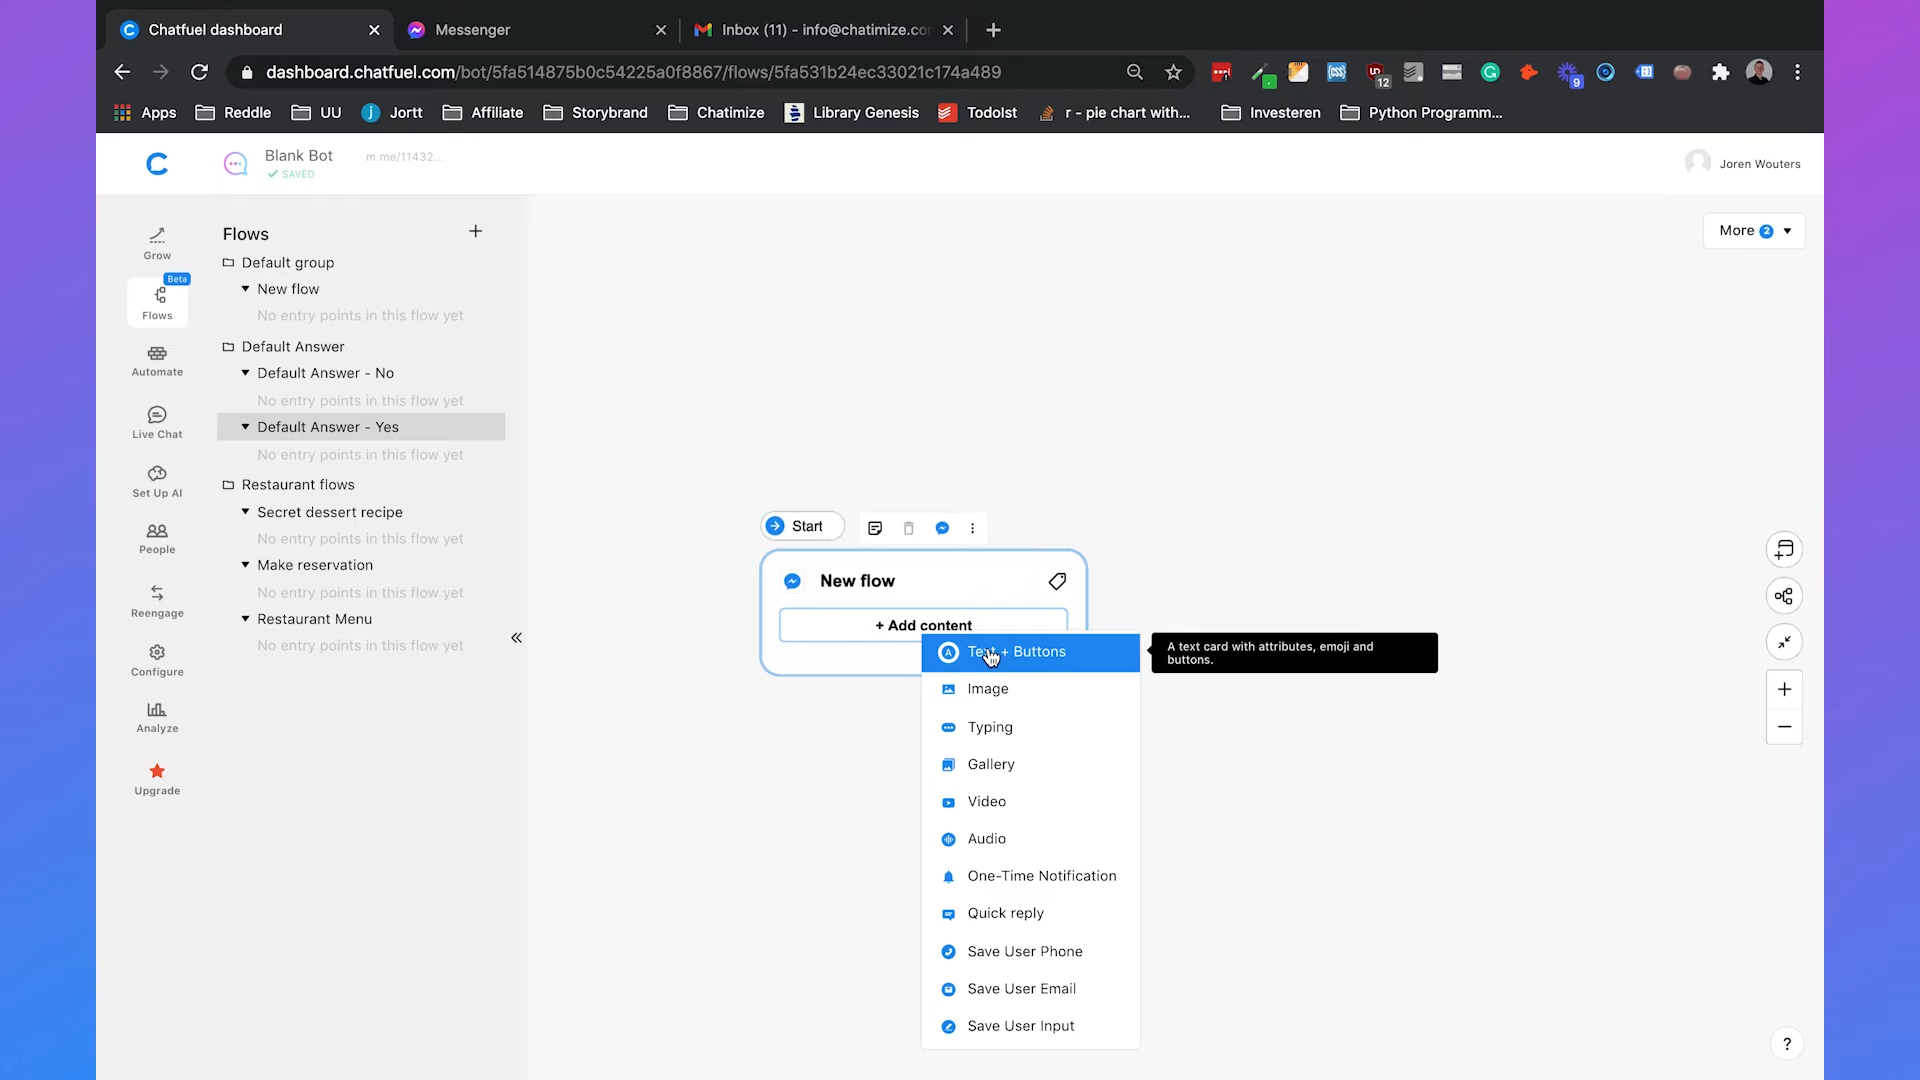 Chatfuel dashboard
Messenger
Inbox (11) - info@chatimize.co
dashboard.chatfuel.com/bot/5fa514875b0c54225a0f8867/flows/5fa531b24ec33021c174a489
12
9
Apps
Reddle
UU
Jortt
Affiliate
Storybrand
Chatimize
Library Genesis
TodoIst
r - pie chart with...
Investeren
Python Programm...
Blank Bot
m.me/11432...
SAVED
Joren Wouters
Grow
Beta
Flows
Automate
Live Chat
Set Up AI
People
Reengage
Configure
Analyze
Upgrade
Flows
Default group
New flow
No entry points in this flow yet
Default Answer
Default Answer - No
No entry points in this flow yet
Default Answer - Yes
No entry points in this flow yet
Restaurant flows
Secret dessert recipe
No entry points in this flow yet
Make reservation
No entry points in this flow yet
Restaurant Menu
No entry points in this flow yet
More 2
Start
New flow
+ Add content
Text + Buttons
Image
Typing
Gallery
Video
Audio
One-Time Notification
Quick reply
Save User Phone
Save User Email
Save User Input
A text card with attributes, emoji and
buttons.
?